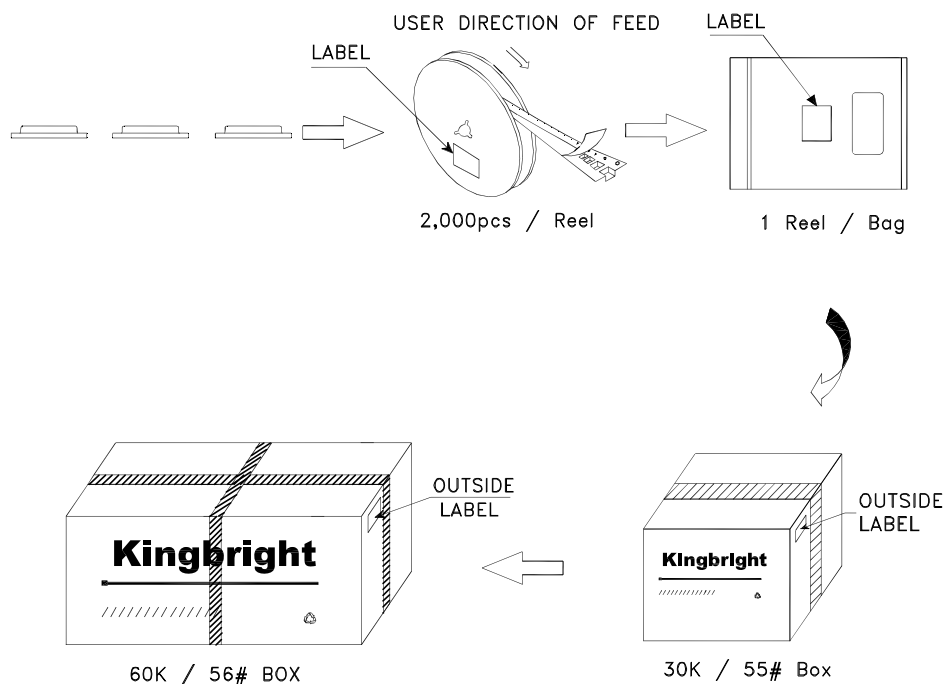 USER DIRECTION OF FEED
LABEL
LABEL
2,000pcs / Reel
1 Reel / Bag
OUTSIDE
LABEL
OUTSIDE
LABEL
Kingbright
Kingbright
60K / 56# BOX
30K / 55# Box